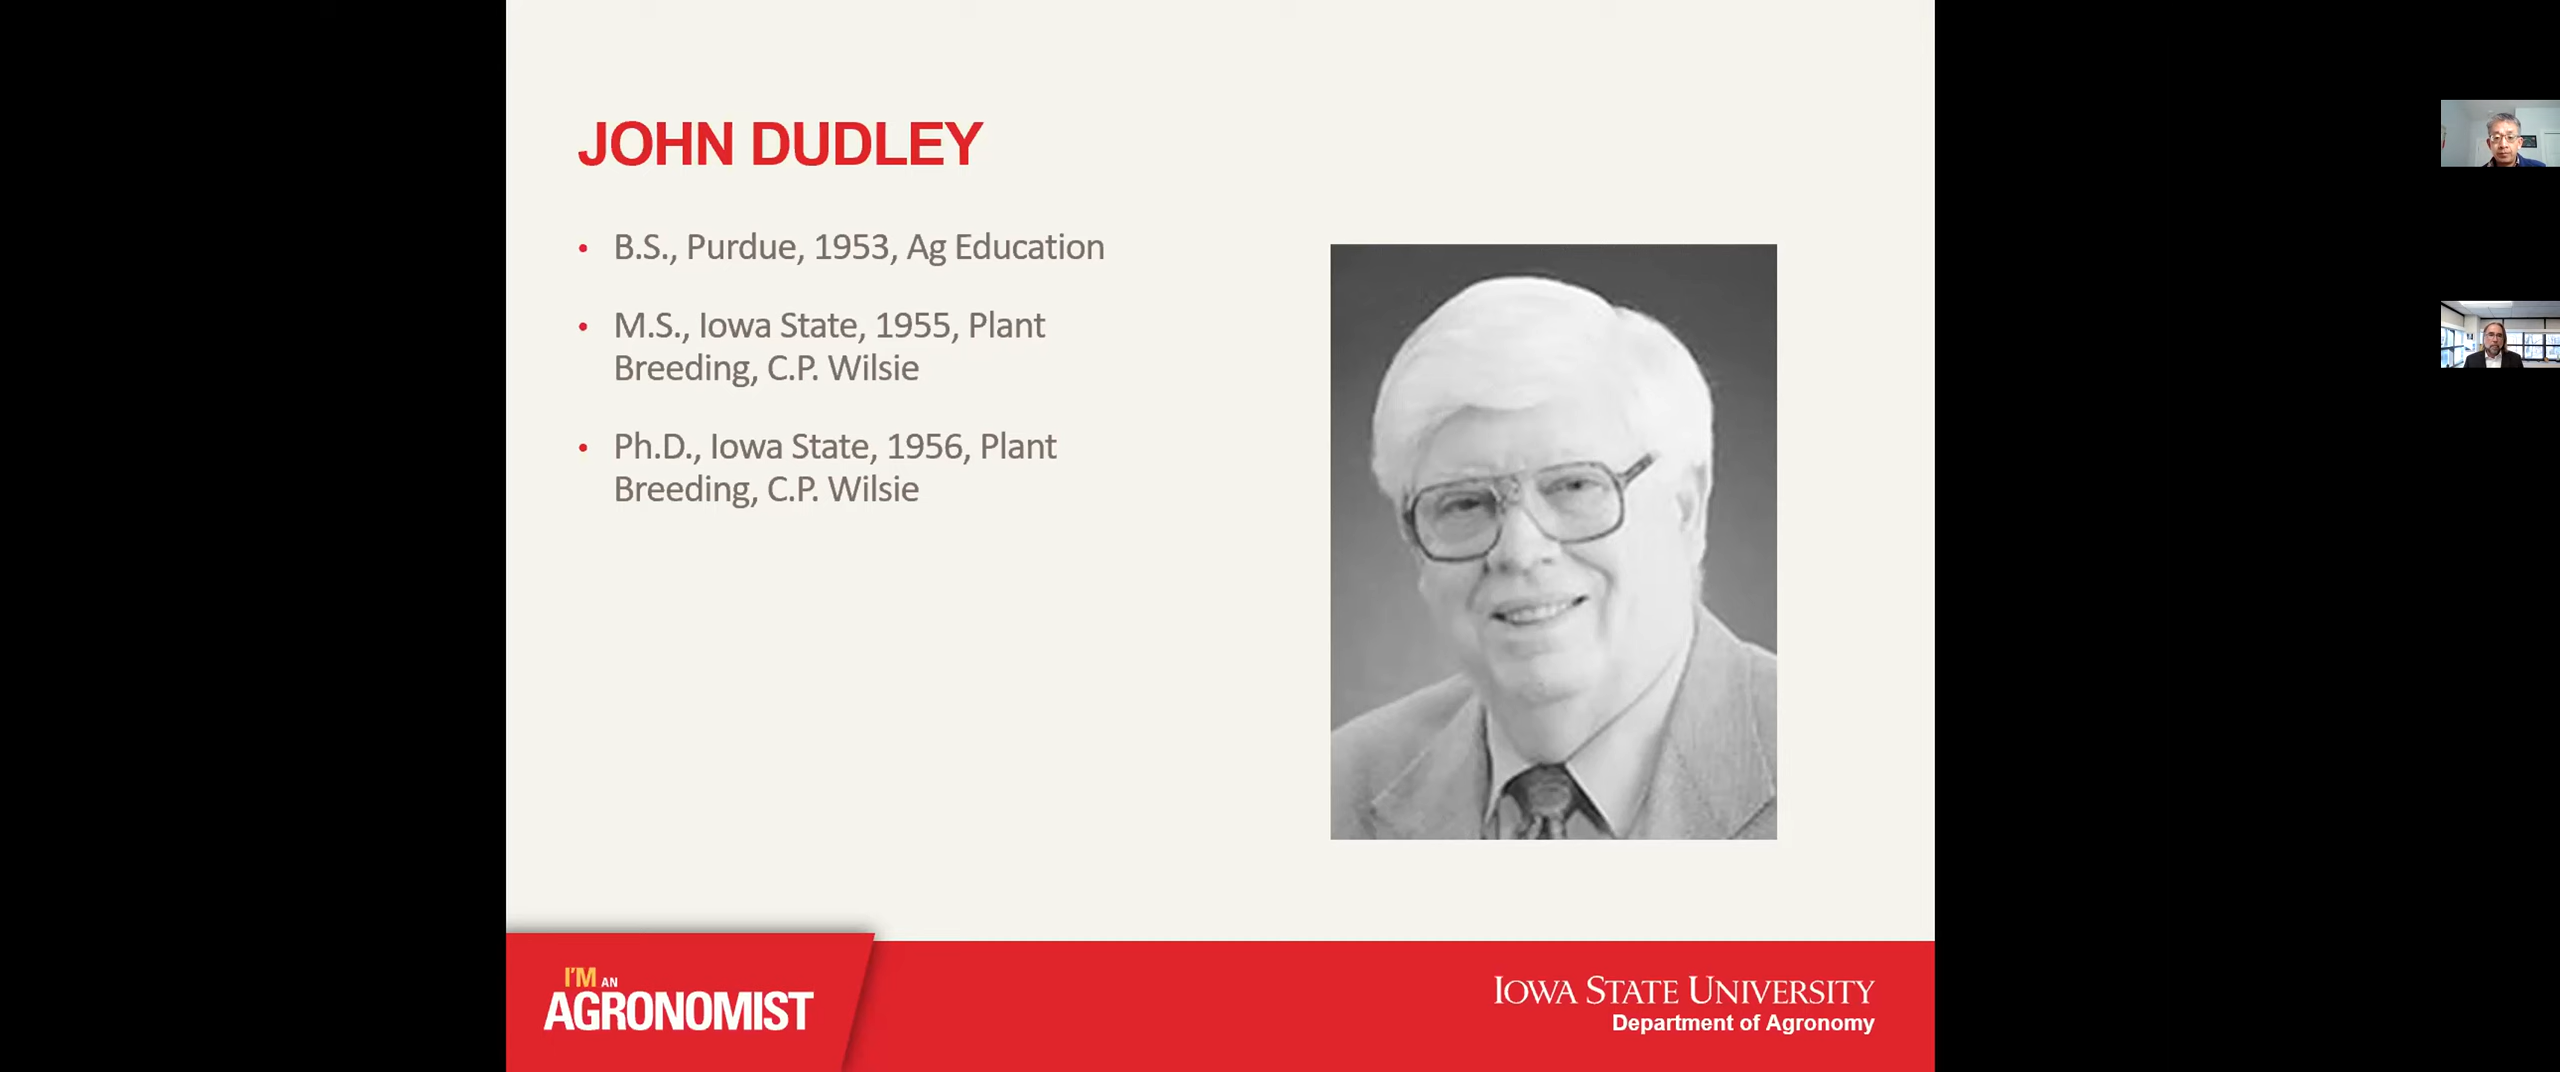 JOHN DUDLEY
• B.S., Purdue, 1953, Ag Education
• M.S., Iowa State, 1955, Plant
Breeding, C.P. Wilsie
• Ph.D., Iowa State, 1956, Plant
Breeding, C.P. Wilsie
I'M AN
AGRONOMIST
IOWA STATE UNIVERSITY
Department of Agronomy